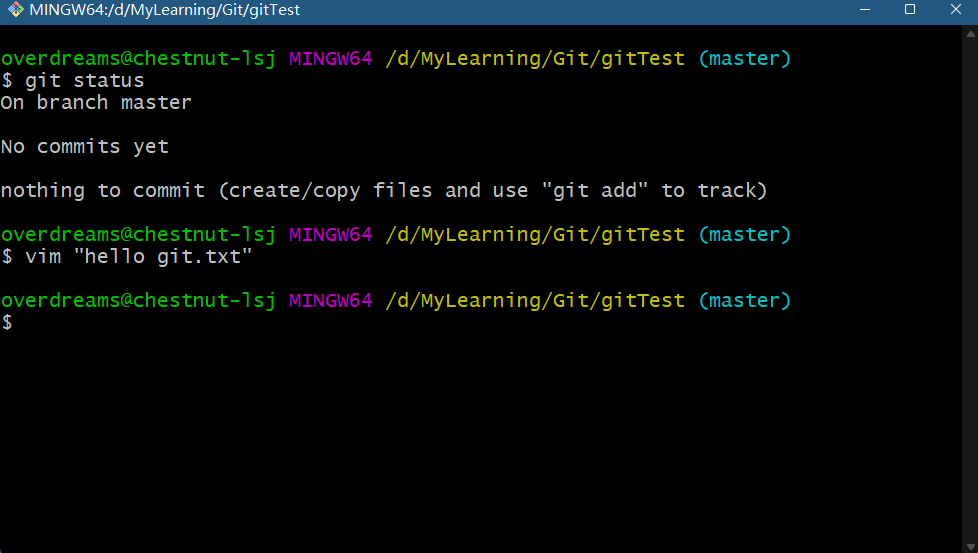 MINGW64:/d/MyLearning/Git/gitTest
overdreams@chestnut-lsj MINGW64 /d/MyLearning/Git/gitTest (master)
$ git status
On branch master
No commits yet
nothing to commit (create/copy files and use "git add" to track)
overdreams@chestnut-lsj MINGW64 /d/MyLearning/Git/gitTest (master)
$ vim "hello git.txt"
overdreams@chestnut-lsj MINGW64 /d/MyLearning/Git/gitTest (master)
$